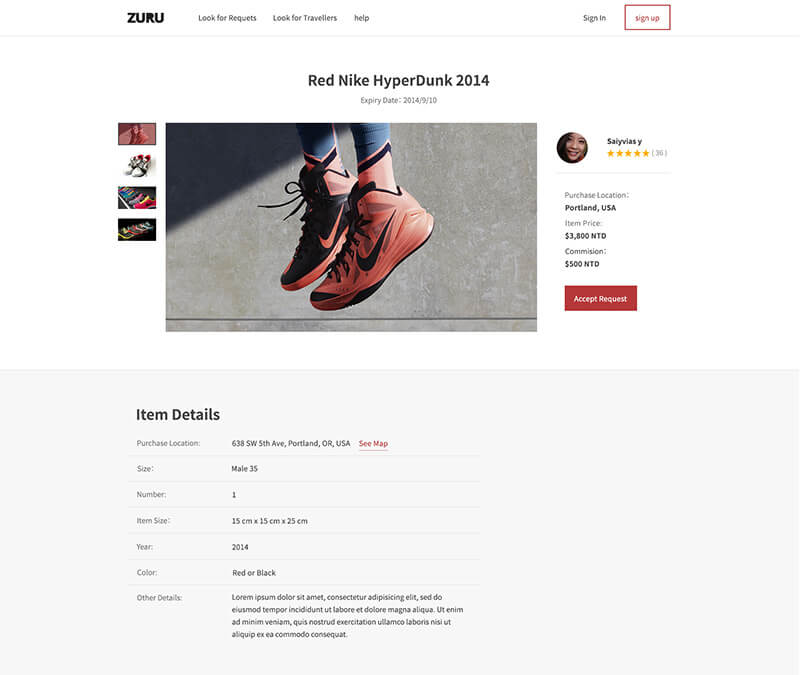 ZURU
Look for Requets
Look for Travellers
help
Sign In
sign up
Red Nike HyperDunk 2014
Expiry Date: 2014/9/10
Saiyvias y
( 36 )
Purchase Location:
Portland, USA
Item Price:
$3,800 NTD
Commision:
$500 NTD
Accept Request
Item Details
Purchase Location: 638 SW 5th Ave, Portland, OR, USA See Map
Size: Male 35
Number: 1
Item Size: 15 cm x 15 cm x 25 cm
Year: 2014
Color: Red or Black
Other Details: Lorem ipsum dolor sit amet, consectetur adipisicing elit, sed do
eiusmod tempor incididunt ut labore et dolore magna aliqua. Ut enim
ad minim veniam, quis nostrud exercitation ullamco laboris nisi ut
aliquip ex ea commodo consequat.